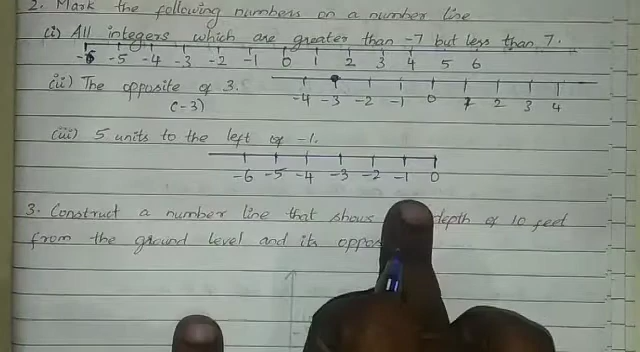 2. Mark the following numbers on a number line
(i) All integers which are greater than -7 but less than 7.
-6 -5 -4 -3 -2 -1 0 1 2 3 4 5 6
(ii) The opposite of 3.
(-3)
-4 -3 -2 -1 0 1 2 3 4
(iii) 5 units to the left of -1.
-6 -5 -4 -3 -2 -1 0
3. Construct a number line that shows depth of 10 feet
from the ground level and its